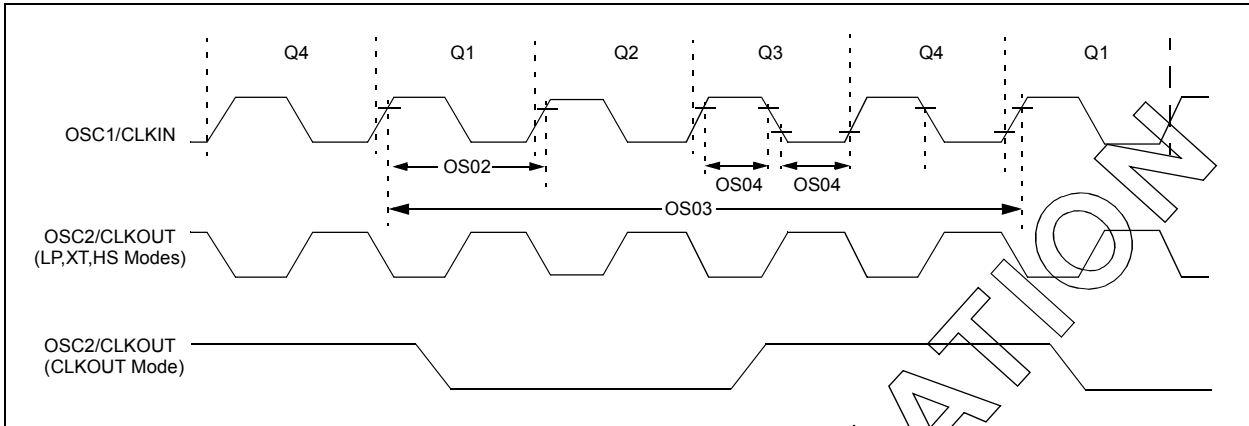 Q4 Q1 Q2 Q3 Q4 Q1
OSC1/CLKIN
OS02
OS04 OS04
OS03
OSC2/CLKOUT
(LP,XT,HS Modes)
OSC2/CLKOUT
(CLKOUT Mode)
ATION